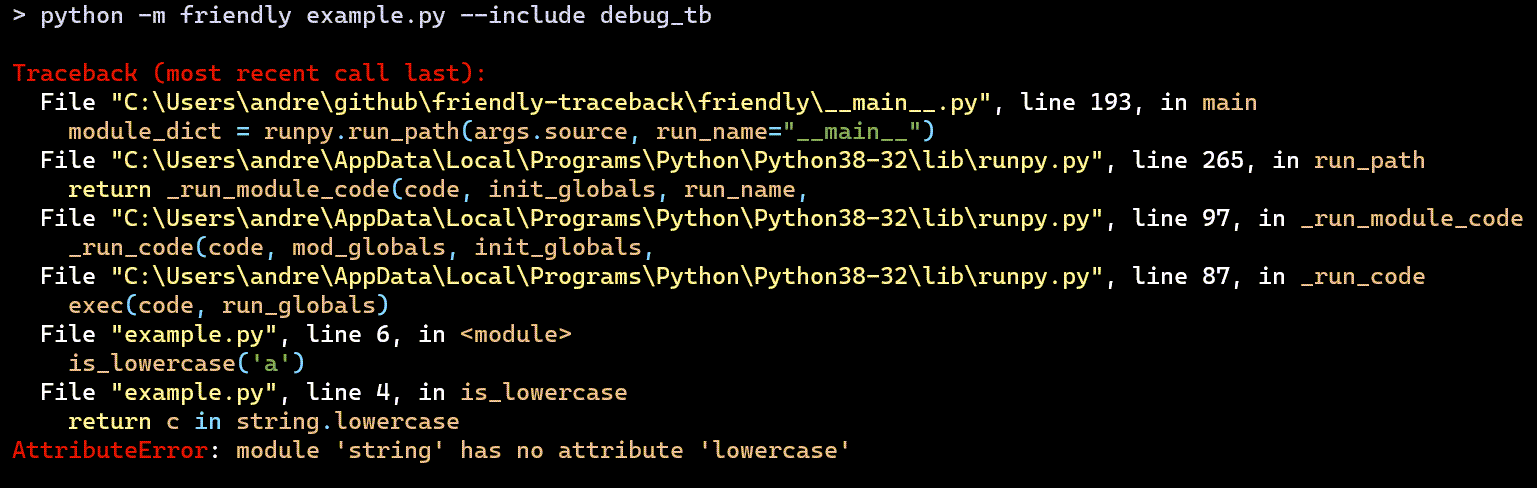 > python -m friendly example.py --include debug_tb
Traceback (most recent call last):
  File "C:\Users\andre\github\friendly-traceback\friendly\__main__.py", line 193, in main
    module_dict = runpy.run_path(args.source, run_name="__main__")
  File "C:\Users\andre\AppData\Local\Programs\Python\Python38-32\lib\runpy.py", line 265, in run_path
    return _run_module_code(code, init_globals, run_name,
  File "C:\Users\andre\AppData\Local\Programs\Python\Python38-32\lib\runpy.py", line 97, in _run_module_code
    _run_code(code, mod_globals, init_globals,
  File "C:\Users\andre\AppData\Local\Programs\Python\Python38-32\lib\runpy.py", line 87, in _run_code
    exec(code, run_globals)
  File "example.py", line 6, in <module>
    is_lowercase('a')
  File "example.py", line 4, in is_lowercase
    return c in string.lowercase
AttributeError: module 'string' has no attribute 'lowercase'